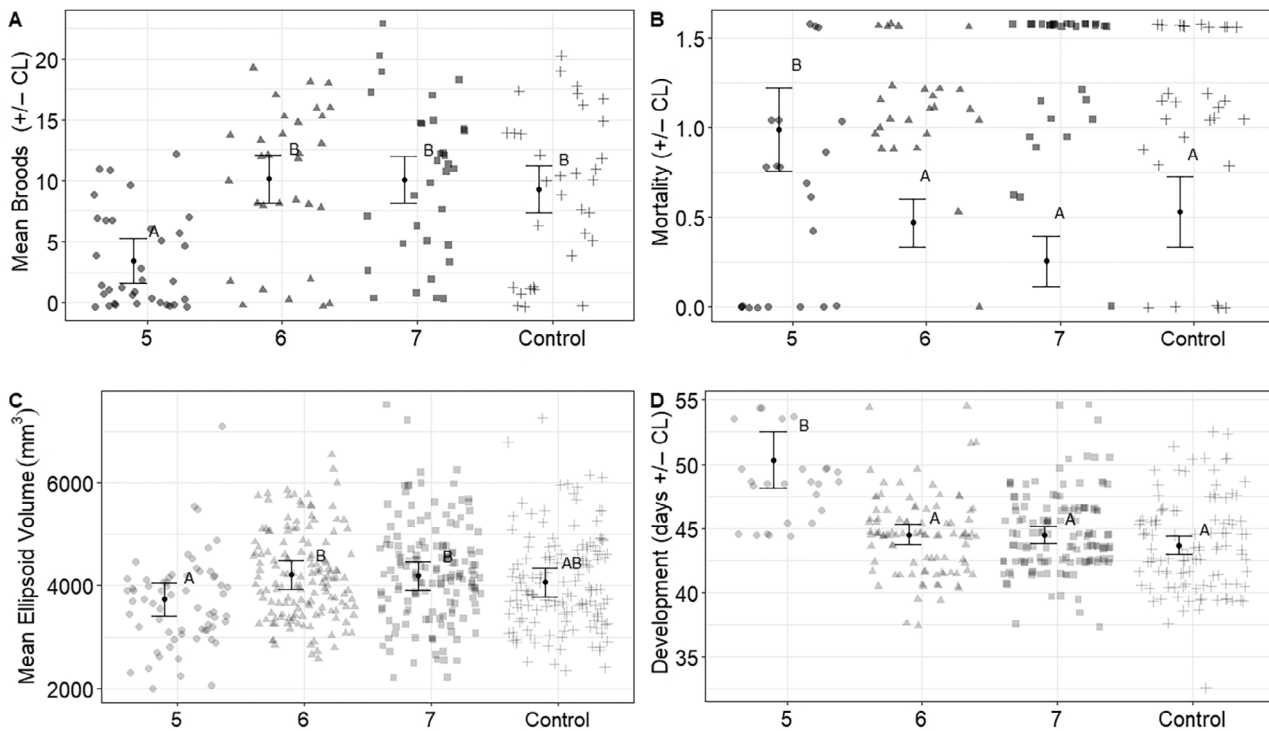 A
Mean Broods (+/− CL)
20
15
10
5
0
A
B
B
B
5 6 7 Control
B
Mortality (+/− CL)
1.5
1.0
0.5
0.0
B
A
A
A
5 6 7 Control
C
Mean Ellipsoid Volume (mm³)
6000
4000
2000
A
B
B
AB
5 6 7 Control
D
Development (days +/− CL)
55
50
45
40
35
B
A
A
A
5 6 7 Control